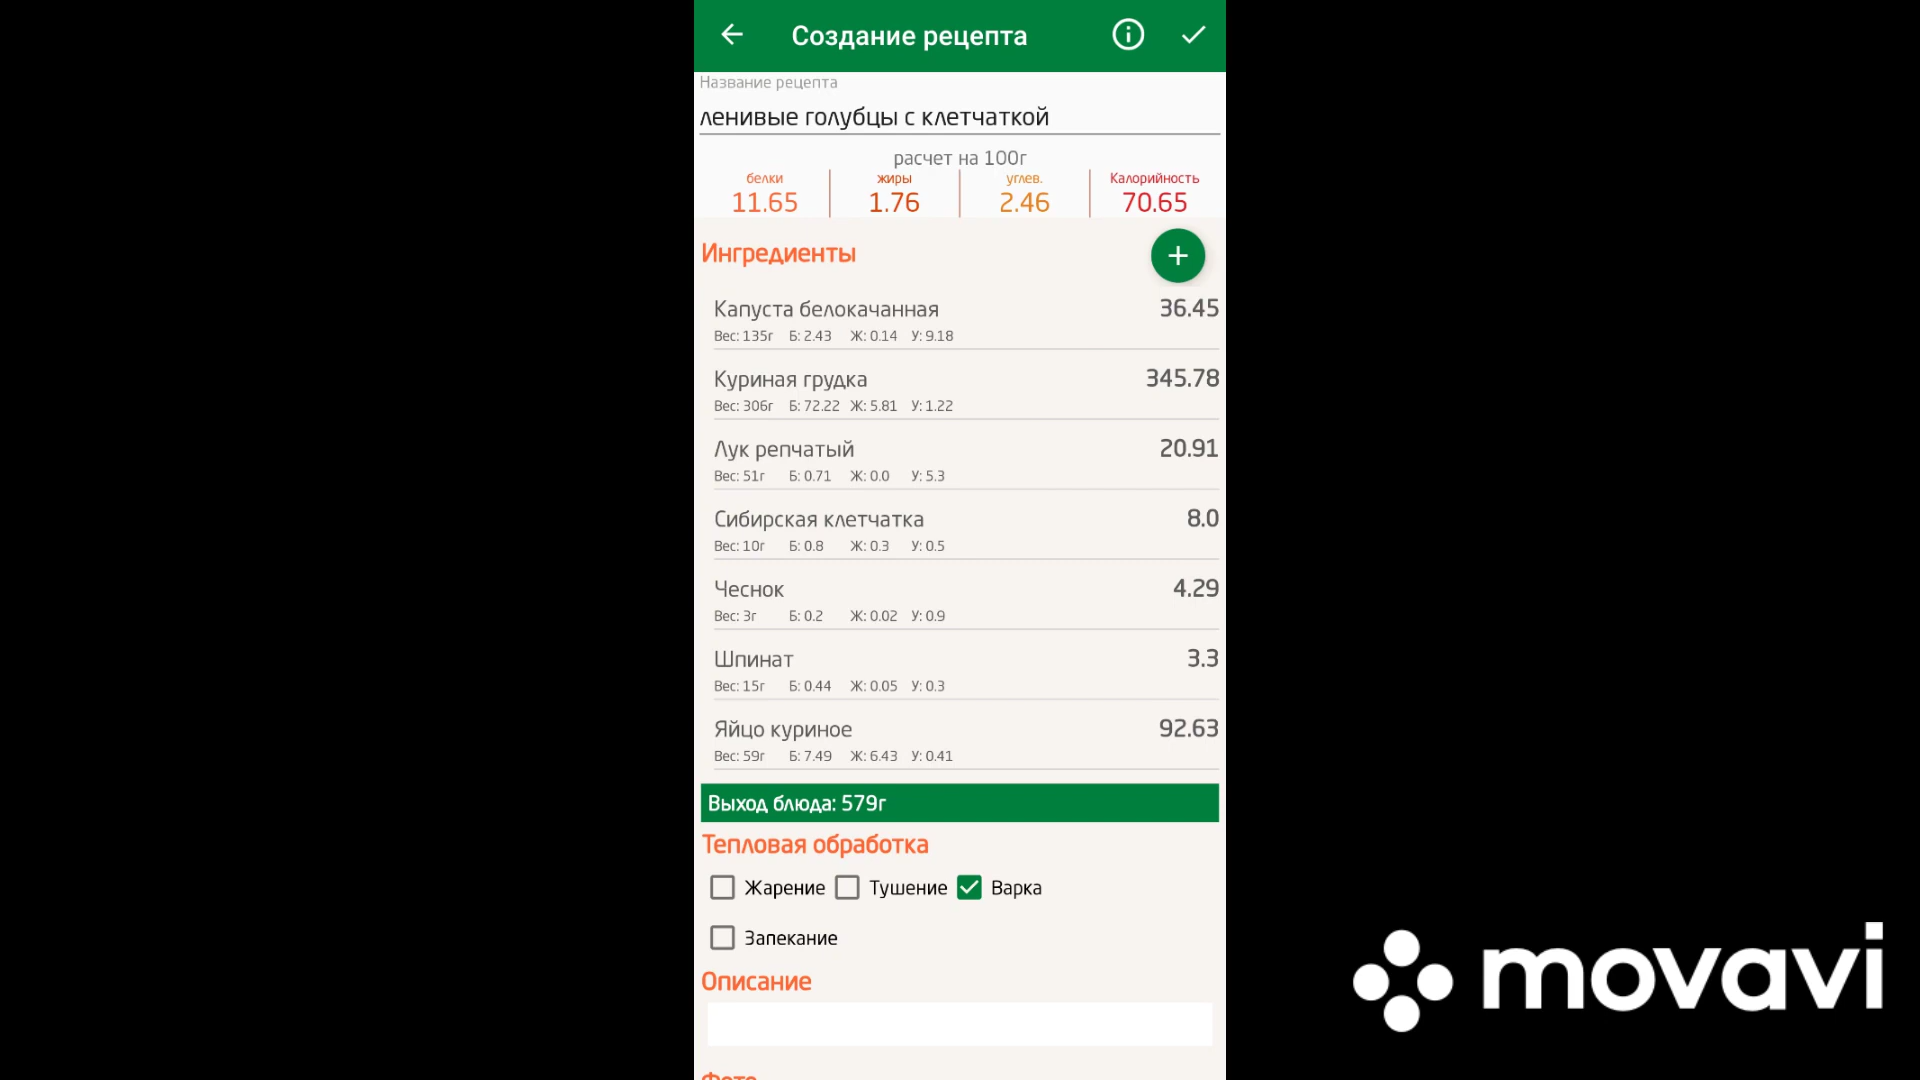 Создание рецепта
Название рецепта
ленивые голубцы с клетчаткой
расчет на 100г
белки жиры углев. Калорийность
11.65 1.76 2.46 70.65
Ингредиенты
Капуста белокачанная 36.45
Вес: 135г Б: 2.43 Ж: 0.14 У: 9.18
Куриная грудка 345.78
Вес: 306г Б: 72.22 Ж: 5.81 У: 1.22
Лук репчатый 20.91
Вес: 51г Б: 0.71 Ж: 0.0 У: 5.3
Сибирская клетчатка 8.0
Вес: 10г Б: 0.8 Ж: 0.3 У: 0.5
Чеснок 4.29
Вес: 3г Б: 0.2 Ж: 0.02 У: 0.9
Шпинат 3.3
Вес: 15г Б: 0.44 Ж: 0.05 У: 0.3
Яйцо куриное 92.63
Вес: 59г Б: 7.49 Ж: 6.43 У: 0.41
Выход блюда: 579г
Тепловая обработка
Жарение Тушение Варка
Запекание
Описание
movavi